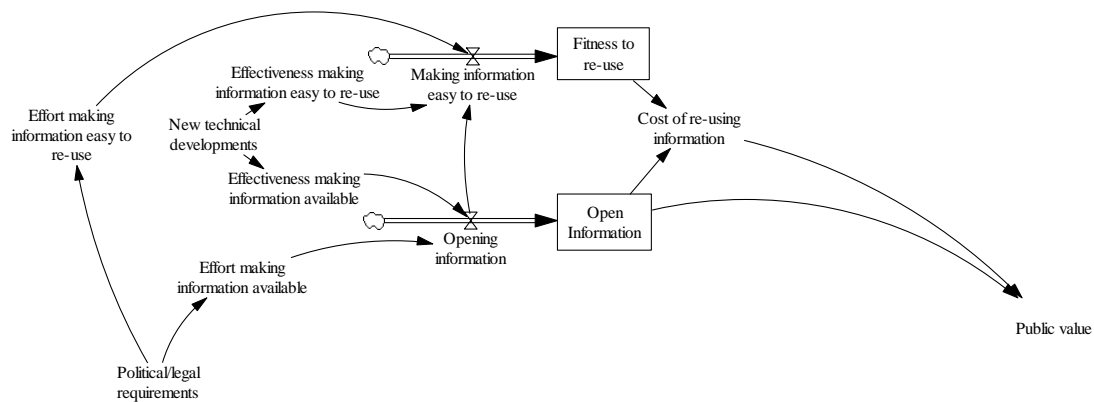 Fitness to
re-use
Effectiveness making
information easy to re-use
Making information
easy to re-use
Effort making
information easy to
re-use
New technical
developments
Cost of re-using
information
Effectiveness making
information available
Open
Information
Opening
information
Effort making
information available
Public value
Political/legal
requirements